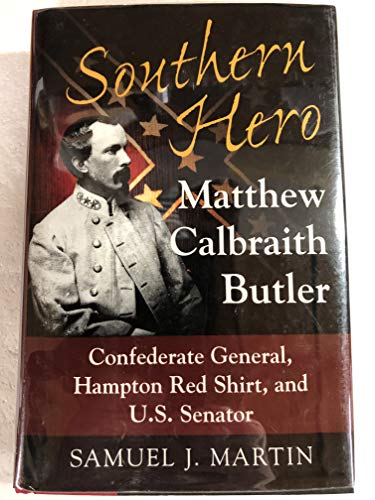 Southern
Hero
Matthew
Calbraith
Butler
Confederate General,
Hampton Red Shirt, and
U.S. Senator
SAMUEL J. MARTIN